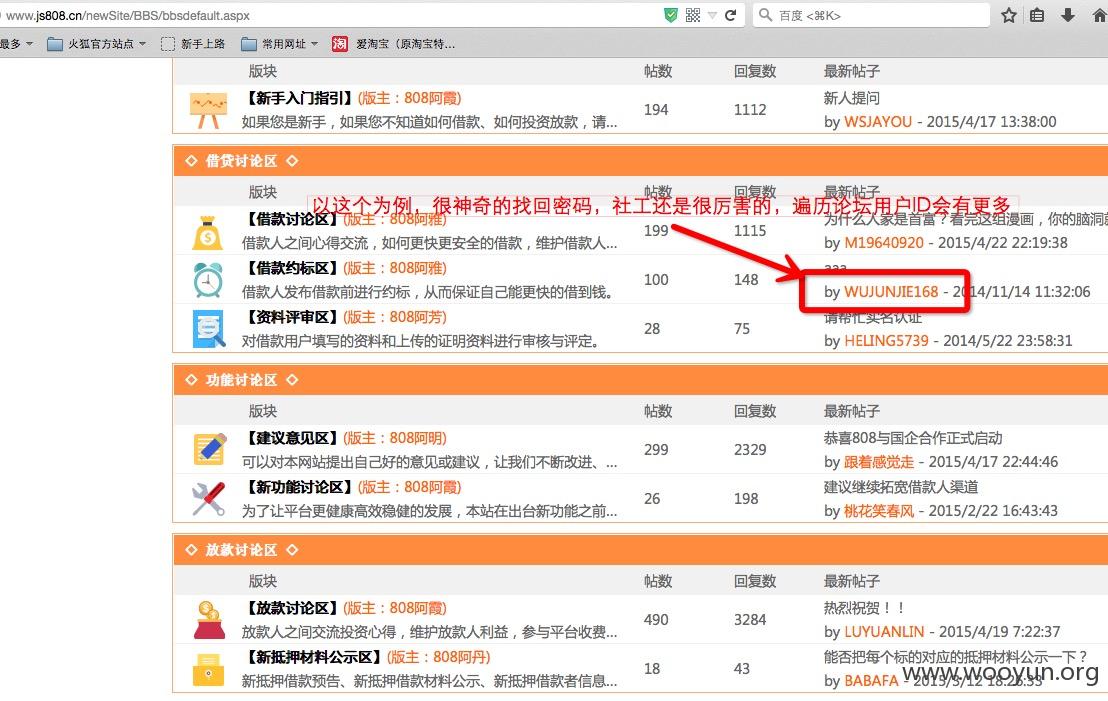 www.js808.cn/newSite/BBS/bbsdefault.aspx
百度 <⌘K>
最多 火狐官方站点 新手上路 常用网址 淘 爱淘宝（原淘宝特...
版块 帖数 回复数 最新帖子
【新手入门指引】(版主：808阿霞) 194 1112 新人提问
如果您是新手，如果您不知道如何借款、如何投资放款，请... by WSJAYOU - 2015/4/17 13:38:00
◇ 借贷讨论区 ◇
版块 帖数 回复数 最新帖子
以这个为例，很神奇的找回密码，社工还是很厉害的，遍历论坛用户ID会有更多
【借款讨论区】(版主：808阿雅) 199 1115 为什么人家是首富？看完这组漫画，你的脑洞
借款人之间心得交流，如何更快更安全的借款，维护借款人... by M19640920 - 2015/4/22 22:19:38
【借款约标区】(版主：808阿雅) 100 148 aaa
借款人发布借款前进行约标，从而保证自己能更快的借到钱。 by WUJUNJIE168 - 2014/11/14 11:32:06
【资料评审区】(版主：808阿芳) 28 75 请帮忙实名认证
对借款用户填写的资料和上传的证明资料进行审核与评定。 by HELING5739 - 2014/5/22 23:58:31
◇ 功能讨论区 ◇
版块 帖数 回复数 最新帖子
【建议意见区】(版主：808阿明) 299 2329 恭喜808与国企合作正式启动
可以对本网站提出自己好的意见或建议，让我们不断改进、... by 跟着感觉走 - 2015/4/17 22:44:46
【新功能讨论区】(版主：808阿霞) 26 198 建议继续拓宽借款人渠道
为了让平台更健康高效稳健的发展，本站在出台新功能之前... by 桃花笑春风 - 2015/2/22 16:43:43
◇ 放款讨论区 ◇
版块 帖数 回复数 最新帖子
【放款讨论区】(版主：808阿霞) 490 3284 热烈祝贺！！
放款人之间交流投资心得，维护放款人利益，参与平台收费... by LUYUANLIN - 2015/4/19 7:22:37
【新抵押材料公示区】(版主：808阿丹) 18 43 能否把每个标的对应的抵押材料公示一下？
新抵押借款预告、新抵押借款材料公示、新抵押借款者信息... by BABAFA - 2015/3/12 18:26:33
www.wooyun.org